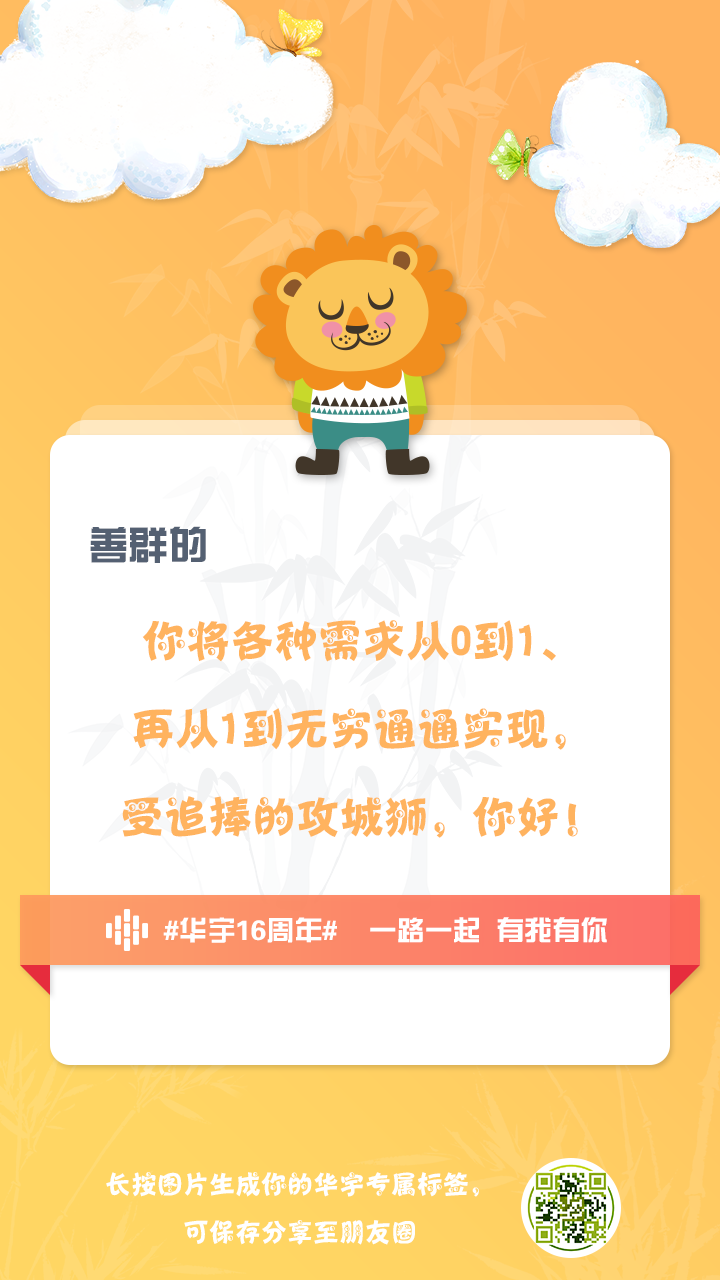 善群的
你将各种需求从0到1、
再从1到无穷通通实现，
受追捧的攻城狮，你好！
#华宇16周年# 一路一起 有我有你
长按图片生成你的华宇专属标签，
可保存分享至朋友圈